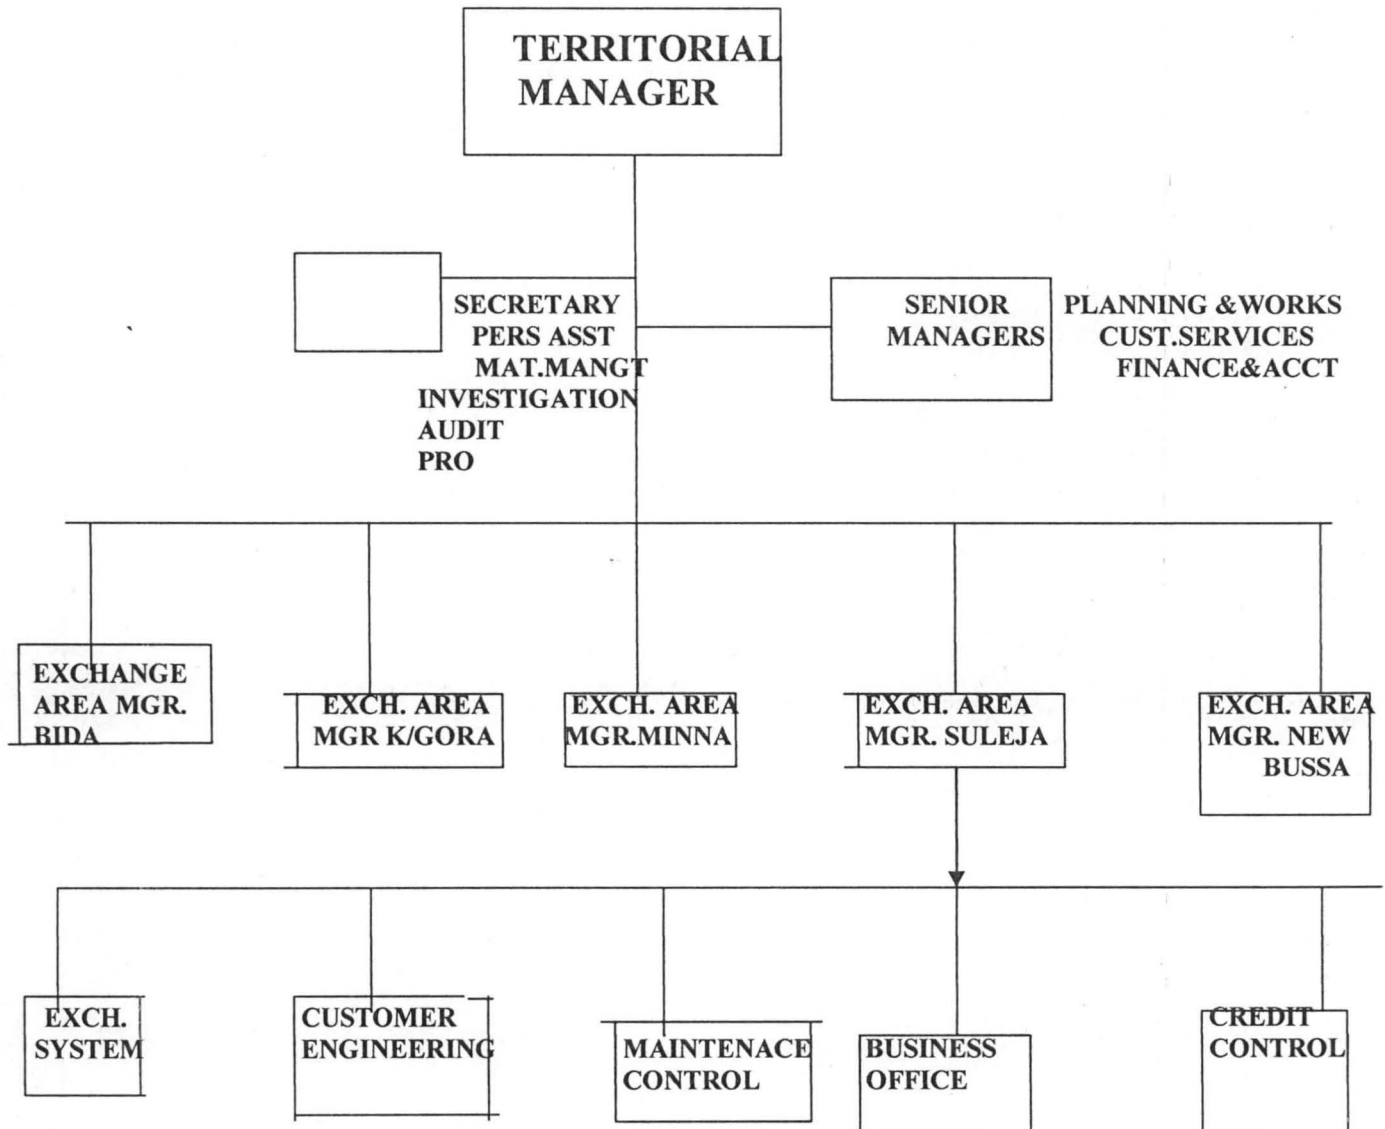 TERRITORIAL
MANAGER
SECRETARY
PERS ASST
MAT.MANGT
INVESTIGATION
AUDIT
PRO
SENIOR
MANAGERS
PLANNING &WORKS
CUST.SERVICES
FINANCE&ACCT
EXCHANGE
AREA MGR.
BIDA
EXCH. AREA
MGR K/GORA
EXCH. AREA
MGR.MINNA
EXCH. AREA
MGR. SULEJA
EXCH. AREA
MGR. NEW
BUSSA
EXCH.
SYSTEM
CUSTOMER
ENGINEERING
MAINTENACE
CONTROL
BUSINESS
OFFICE
CREDIT
CONTROL